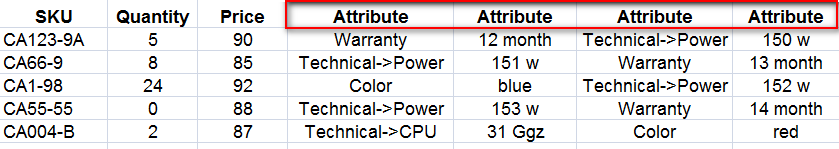 SKU Quantity Price Attribute Attribute Attribute Attribute
CA123-9A 5 90 Warranty 12 month Technical->Power 150 w
CA66-9 8 85 Technical->Power 151 w Warranty 13 month
CA1-98 24 92 Color blue Technical->Power 152 w
CA55-55 0 88 Technical->Power 153 w Warranty 14 month
CA004-B 2 87 Technical->CPU 31 Ggz Color red